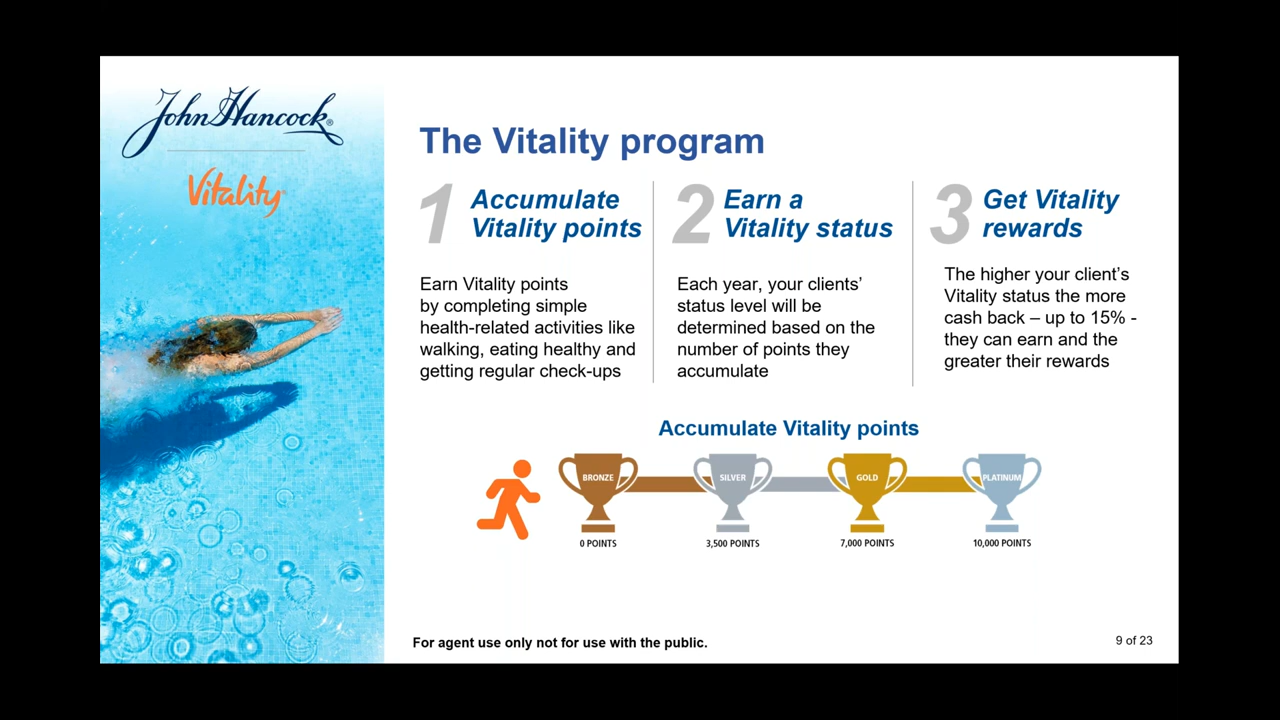 John Hancock®
Vitality
The Vitality program
1
Accumulate
Vitality points
Earn Vitality points
by completing simple
health-related activities like
walking, eating healthy and
getting regular check-ups
2
Earn a
Vitality status
Each year, your clients’
status level will be
determined based on the
number of points they
accumulate
3
Get Vitality
rewards
The higher your client’s
Vitality status the more
cash back – up to 15% -
they can earn and the
greater their rewards
Accumulate Vitality points
BRONZE
SILVER
GOLD
PLATINUM
0 POINTS
3,500 POINTS
7,000 POINTS
10,000 POINTS
For agent use only not for use with the public.
9 of 23